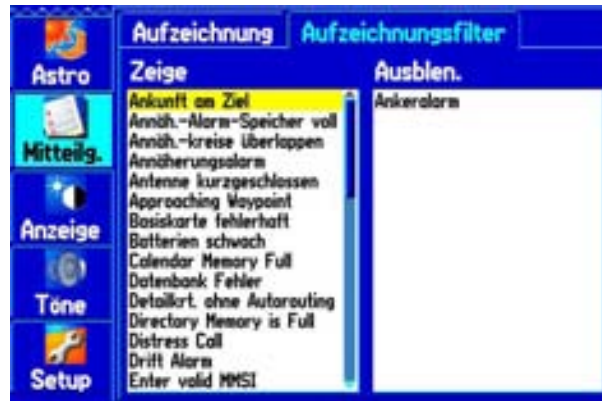 Aufzeichnung
Aufzeichnungsfilter
Astro
Mitteilg.
Anzeige
Töne
Setup
Zeige
Ankunft am Ziel
Annäh.-Alarm-Speicher voll
Annäh.-kreise überlappen
Annäherungsalarm
Antenne kurzgeschlossen
Approaching Waypoint
Basiskarte fehlerhaft
Batterien schwach
Calendar Memory Full
Datenbank Fehler
Detailkrt. ohne Autorouting
Directory Memory is Full
Distress Call
Drift Alarm
Enter valid MMSI
Ausblen.
Ankeralarm